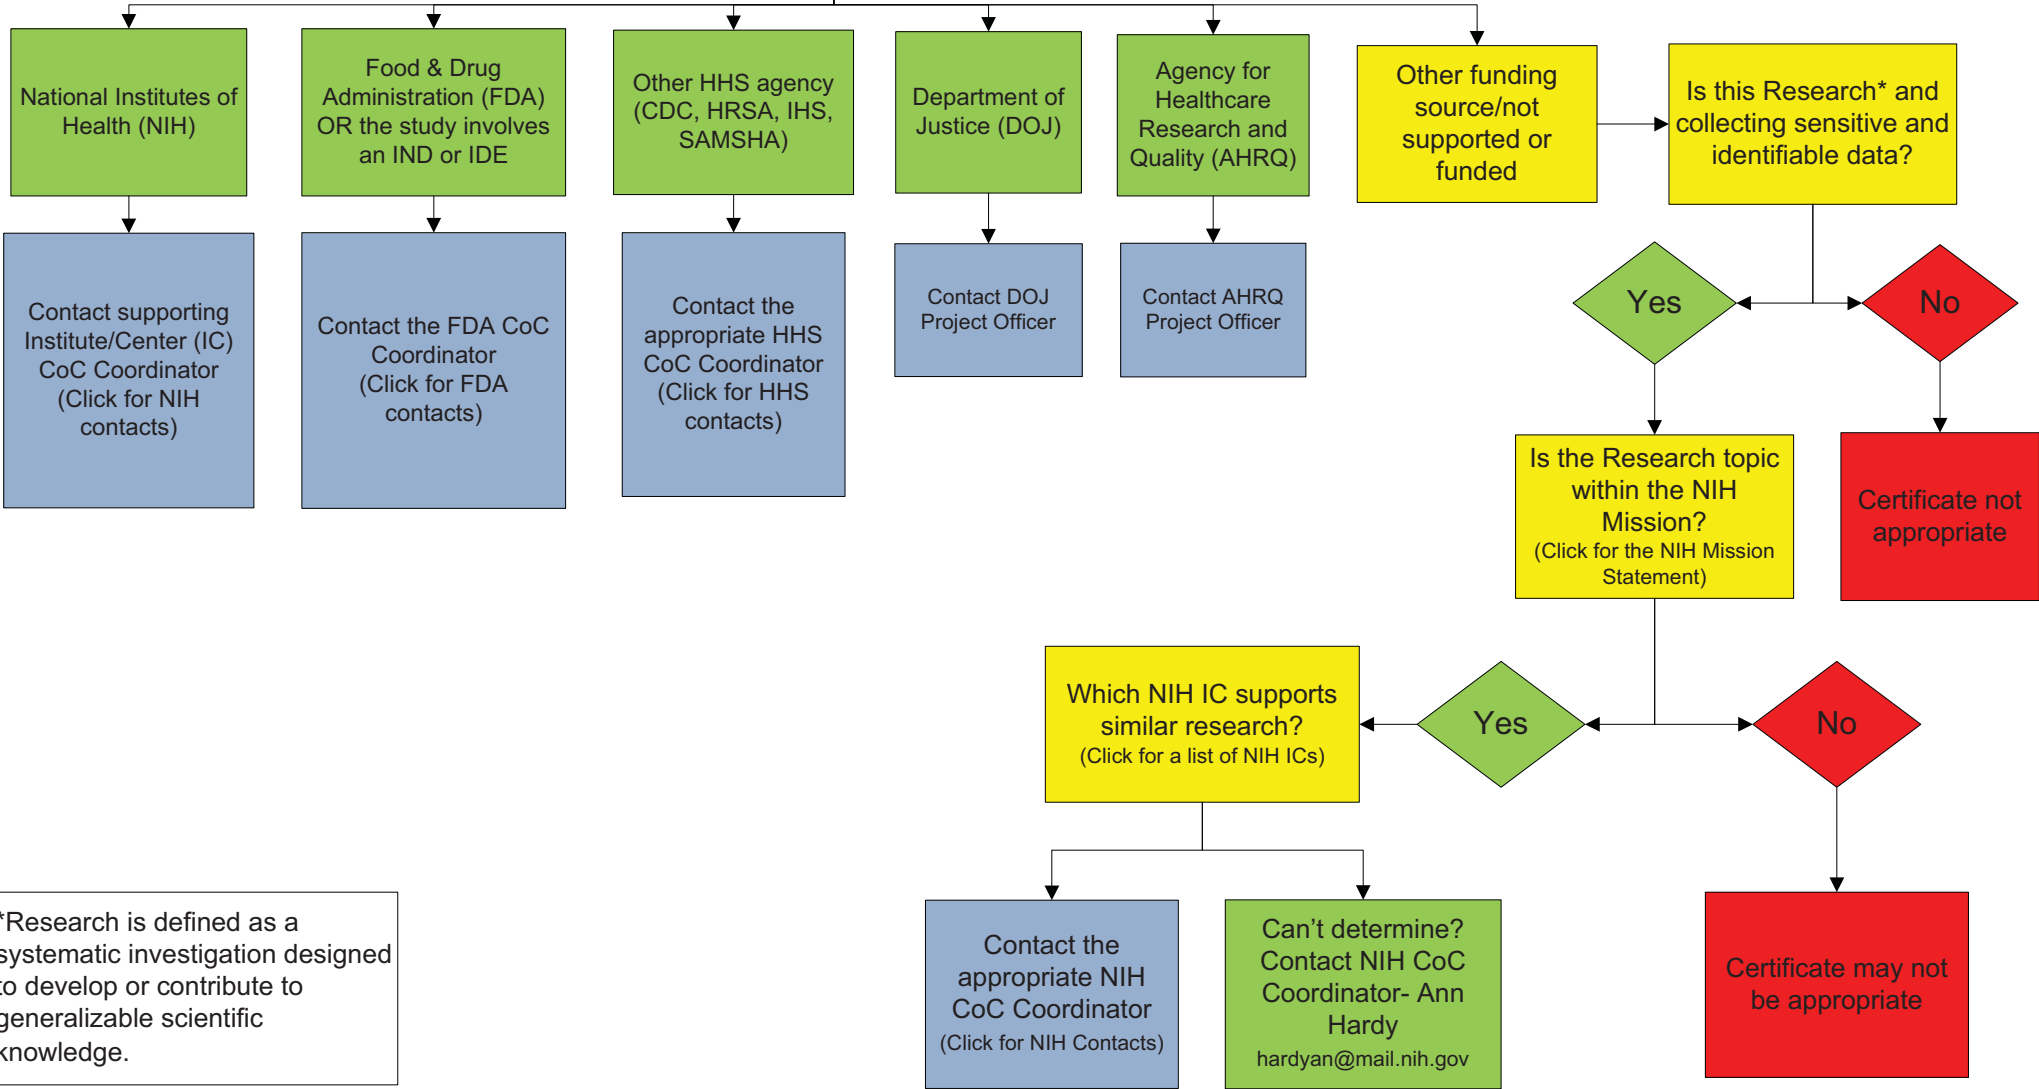 National Institutes of
Health (NIH)
Food & Drug
Administration (FDA)
OR the study involves
an IND or IDE
Other HHS agency
(CDC, HRSA, IHS,
SAMSHA)
Department of
Justice (DOJ)
Agency for
Healthcare
Research and
Quality (AHRQ)
Other funding
source/not
supported or
funded
Is this Research* and
collecting sensitive and
identifiable data?
Contact supporting
Institute/Center (IC)
CoC Coordinator
(Click for NIH
contacts)
Contact the FDA CoC
Coordinator
(Click for FDA
contacts)
Contact the
appropriate HHS
CoC Coordinator
(Click for HHS
contacts)
Contact DOJ
Project Officer
Contact AHRQ
Project Officer
Yes
No
Is the Research topic
within the NIH
Mission?
(Click for the NIH Mission
Statement)
Certificate not
appropriate
Which NIH IC supports
similar research?
(Click for a list of NIH ICs)
Yes
No
Contact the
appropriate NIH
CoC Coordinator
(Click for NIH Contacts)
Can't determine?
Contact NIH CoC
Coordinator- Ann
Hardy
hardyan@mail.nih.gov
Certificate may not
be appropriate
*Research is defined as a
systematic investigation designed
to develop or contribute to
generalizable scientific
knowledge.